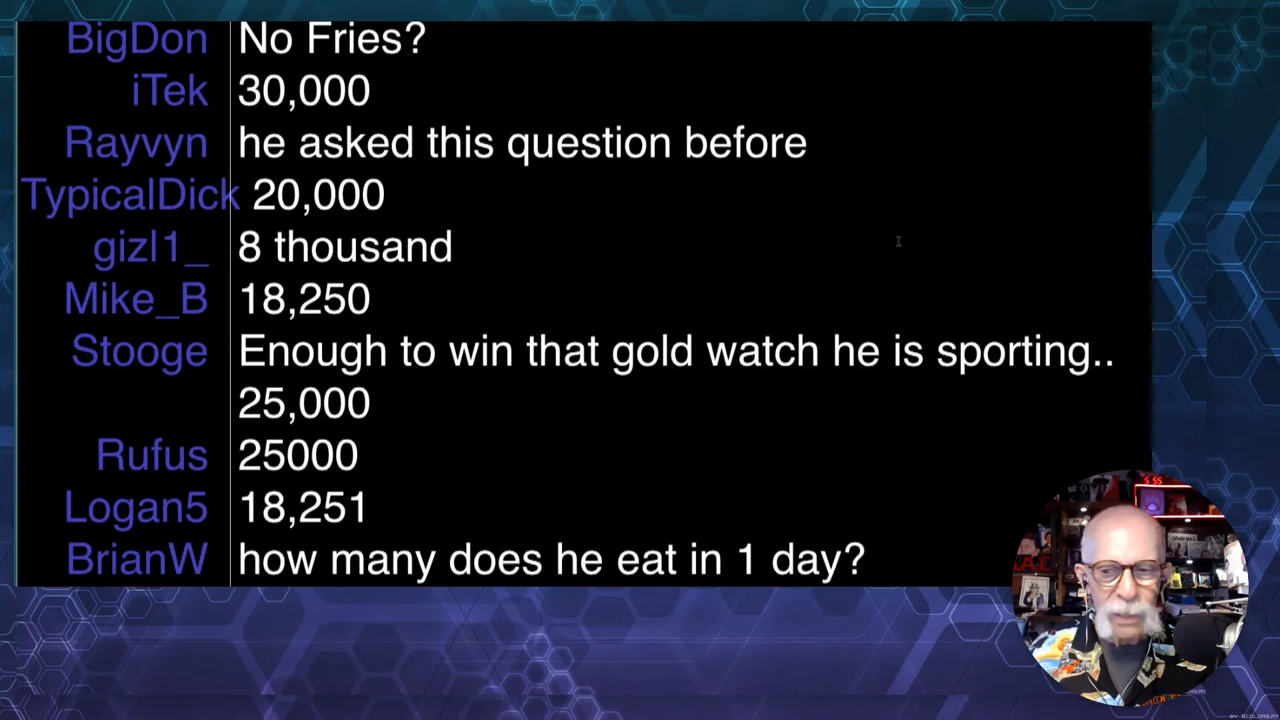 BigDon No Fries?
iTek 30,000
Rayvyn he asked this question before
TypicalDick 20,000
gizl1_ 8 thousand
Mike_B 18,250
Stooge Enough to win that gold watch he is sporting..
25,000
Rufus 25000
Logan5 18,251
BrianW how many does he eat in 1 day?
5 55